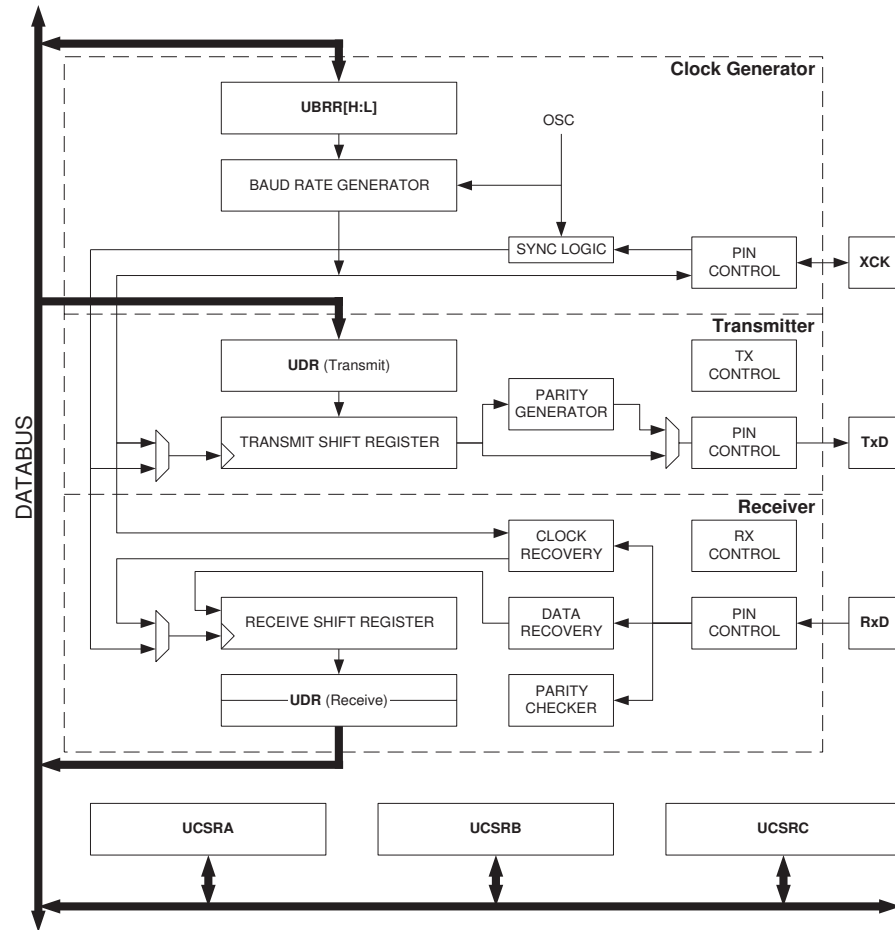 Clock Generator
UBRR[H:L]
OSC
BAUD RATE GENERATOR
SYNC LOGIC
PIN
CONTROL
XCK
DATABUS
Transmitter
UDR (Transmit)
TX
CONTROL
PARITY
GENERATOR
TRANSMIT SHIFT REGISTER
PIN
CONTROL
TxD
Receiver
CLOCK
RECOVERY
RX
CONTROL
RECEIVE SHIFT REGISTER
DATA
RECOVERY
PIN
CONTROL
RxD
UDR (Receive)
PARITY
CHECKER
UCSRA
UCSRB
UCSRC